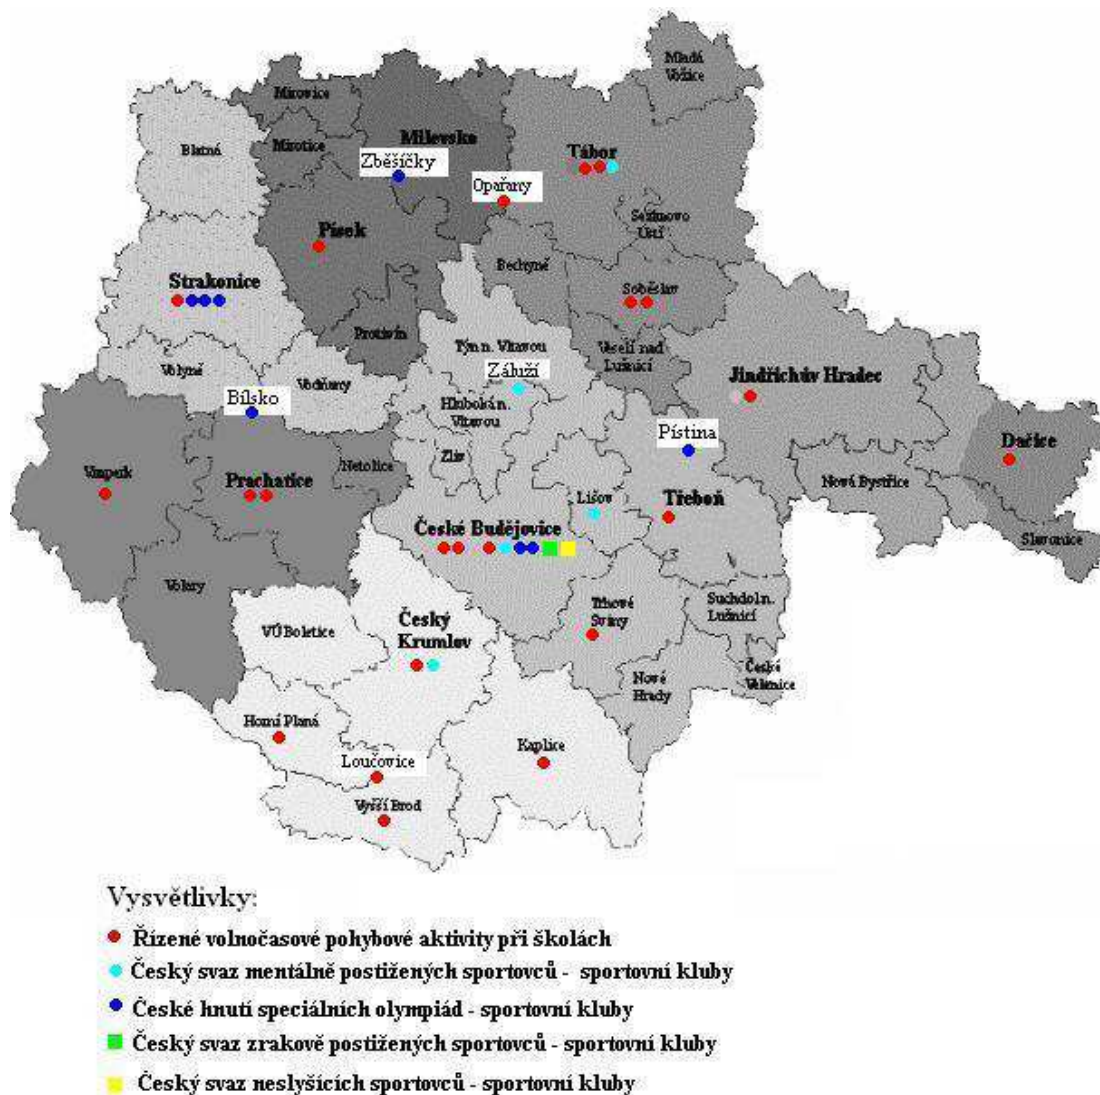 Mladá
Vožice
Mirovice
Milevsko
Blatná
Mirotice
Zběšíčky
Tábor
Opařany
Sezimovo
Ústí
Písek
Bechyně
Strakonice
Soběslav
Protivín
Týn n. Vltavou
Veselí nad
Lužnicí
Volyně
Vodňany
Záluží
Jindřichův Hradec
Bílsko
Hluboká n.
Vltavou
Pístina
Dačice
Zliv
Netolice
Vimperk
Prachatice
Lišov
Třeboň
Nová Bystřice
České Budějovice
Slavonice
Volary
Trhové
Sviny
Suchdol n.
Lužnicí
VÚ Boletice
Český
Krumlov
Nové
Hrady
České
Velenice
Horní Planá
Loučovice
Kaplice
Vyšší Brod
Vysvětlivky:
Řízené volnočasové pohybové aktivity při školách
Český svaz mentálně postižených sportovců - sportovní kluby
České hnutí speciálních olympiád - sportovní kluby
Český svaz zrakově postižených sportovců - sportovní kluby
Český svaz neslyšících sportovců - sportovní kluby